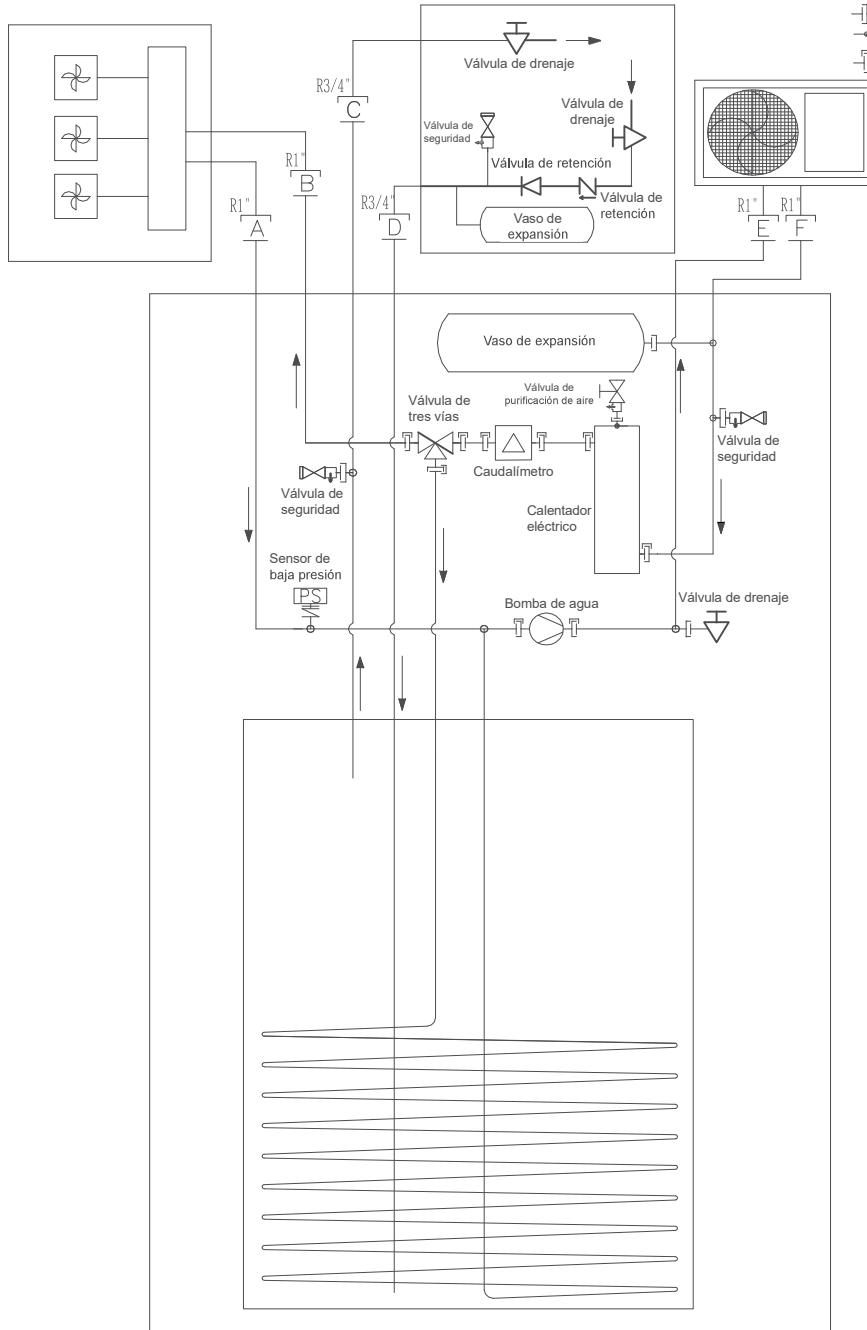 Válvula de drenaje
R3/4"
C
Válvula de
drenaje
Válvula de
seguridad
Válvula de retención
Válvula de
retención
Vaso de
expansión
R1"
B
R1"
A
R3/4"
D
R1"
E
R1"
F
Vaso de expansión
Válvula de
purificación de aire
Válvula de
tres vías
Caudalímetro
Válvula de
seguridad
Válvula de
seguridad
Calentador
eléctrico
Sensor de
baja presión
PS
Bomba de agua
Válvula de drenaje